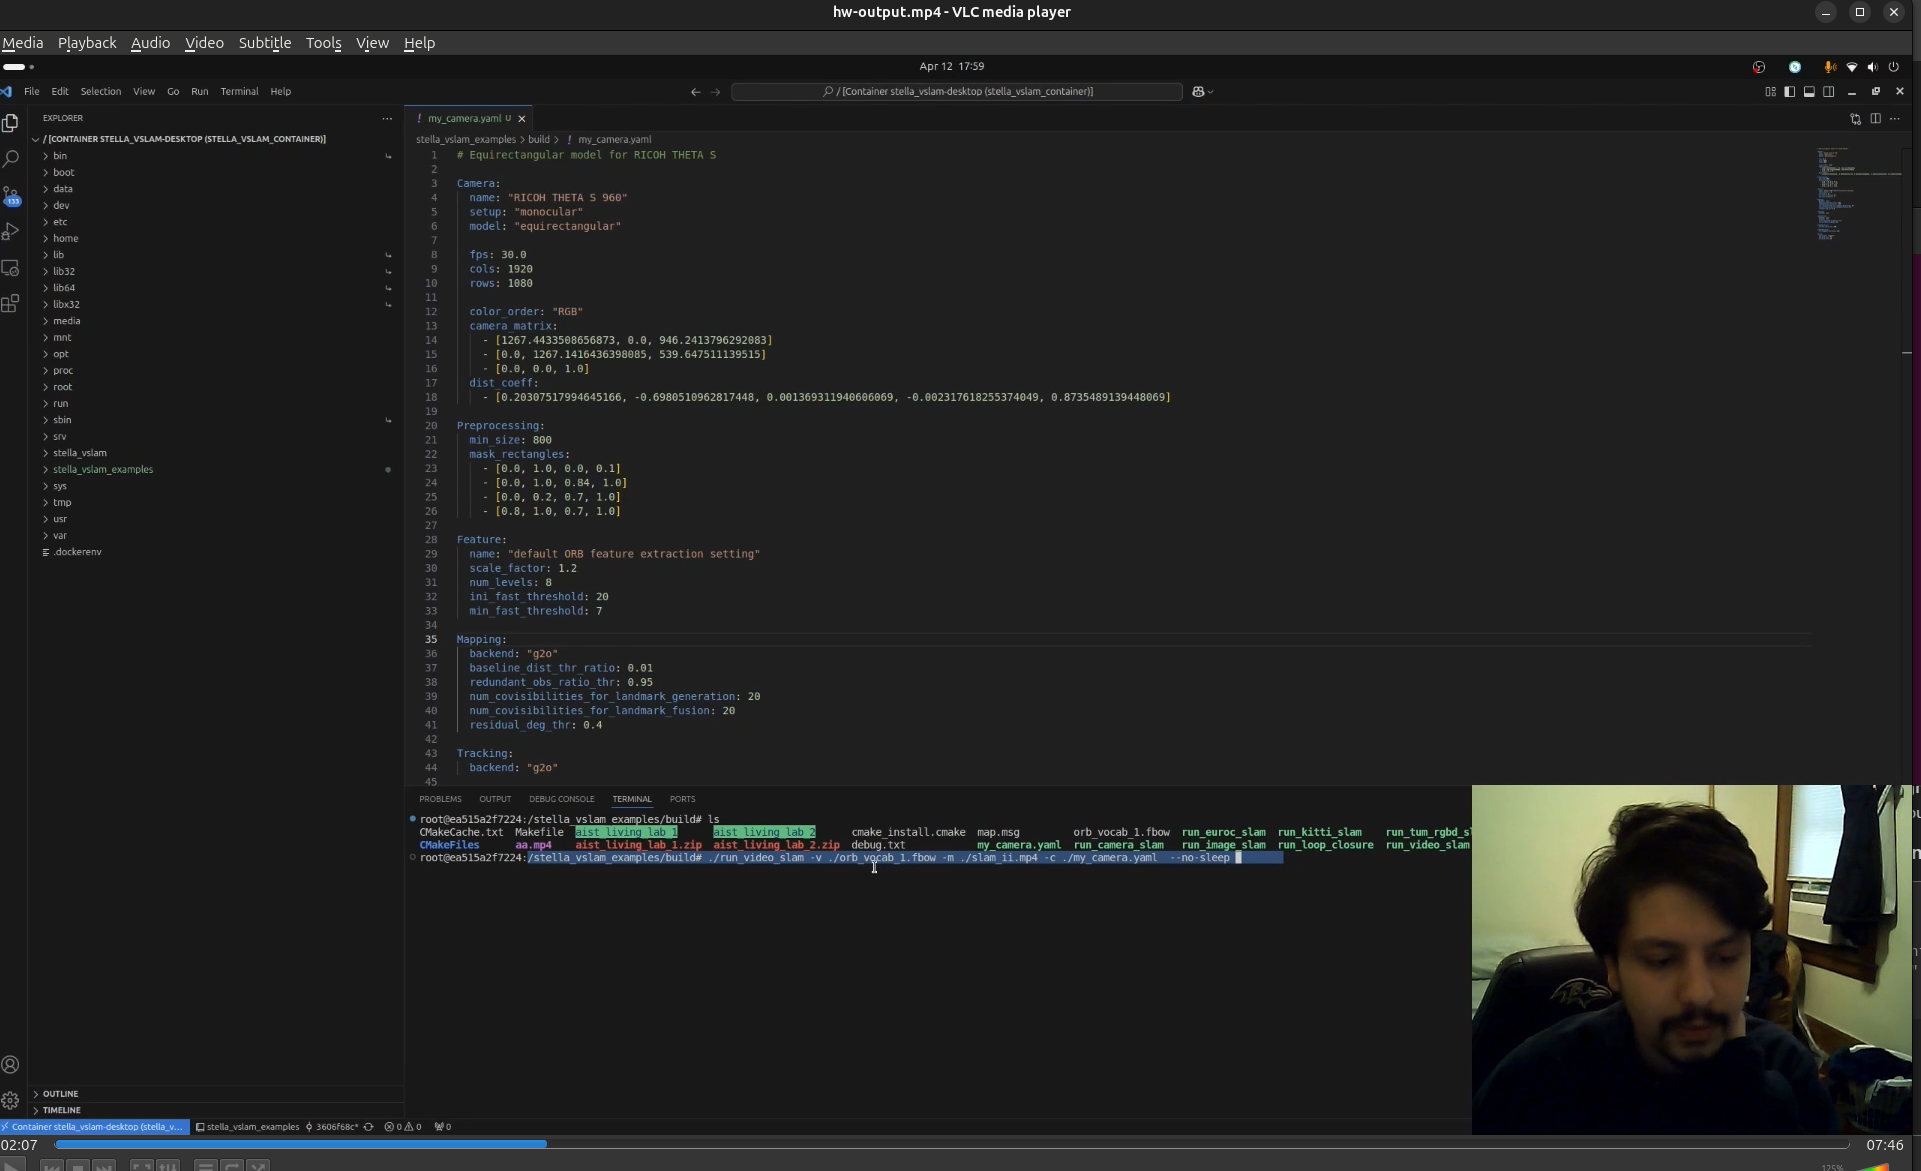 hw-output.mp4 - VLC media player
Media Playback Audio Video Subtitle Tools View Help
Apr 12 17:59
File Edit Selection View Go Run Terminal Help
/ [Container stella_vslam-desktop (stella_vslam_container)]
EXPLORER
/ [CONTAINER STELLA_VSLAM-DESKTOP (STELLA_VSLAM_CONTAINER)]
bin
boot
data
dev
etc
home
lib
lib32
lib64
libx32
media
mnt
opt
proc
root
run
sbin
srv
stella_vslam
stella_vslam_examples
sys
tmp
usr
var
.dockerenv
OUTLINE
TIMELINE
133
my_camera.yaml U
stella_vslam_examples > build > ! my_camera.yaml
1 # Equirectangular model for RICOH THETA S
2
3 Camera:
4 name: "RICOH THETA S 960"
5 setup: "monocular"
6 model: "equirectangular"
7
8 fps: 30.0
9 cols: 1920
10 rows: 1080
11
12 color_order: "RGB"
13 camera_matrix:
14 - [1267.4433508656873, 0.0, 946.2413796292083]
15 - [0.0, 1267.1416436398085, 539.647511139515]
16 - [0.0, 0.0, 1.0]
17 dist_coeff:
18 - [0.20307517994645166, -0.6980510962817448, 0.001369311940606069, -0.002317618255374049, 0.8735489139448069]
19
20 Preprocessing:
21 min_size: 800
22 mask_rectangles:
23 - [0.0, 1.0, 0.0, 0.1]
24 - [0.0, 1.0, 0.84, 1.0]
25 - [0.0, 0.2, 0.7, 1.0]
26 - [0.8, 1.0, 0.7, 1.0]
27
28 Feature:
29 name: "default ORB feature extraction setting"
30 scale_factor: 1.2
31 num_levels: 8
32 ini_fast_threshold: 20
33 min_fast_threshold: 7
34
35 Mapping:
36 backend: "g2o"
37 baseline_dist_thr_ratio: 0.01
38 redundant_obs_ratio_thr: 0.95
39 num_covisibilities_for_landmark_generation: 20
40 num_covisibilities_for_landmark_fusion: 20
41 residual_deg_thr: 0.4
42
43 Tracking:
44 backend: "g2o"
45
PROBLEMS OUTPUT DEBUG CONSOLE TERMINAL PORTS
root@ea515a2f7224:/stella_vslam_examples/build# ls
CMakeCache.txt Makefile aist_living_lab_1 aist_living_lab_2 cmake_install.cmake map.msg orb_vocab_1.fbow run_euroc_slam run_kitti_slam run_tum_rgbd_sl
CMakeFiles aa.mp4 aist_living_lab_1.zip aist_living_lab_2.zip debug.txt my_camera.yaml run_camera_slam run_image_slam run_loop_closure run_video_slam
root@ea515a2f7224:/stella_vslam_examples/build# ./run_video_slam -v ./orb_vocab_1.fbow -m ./slam_ii.mp4 -c ./my_camera.yaml --no-sleep
Container stella_vslam-desktop (stella_v... stella_vslam_examples 3606f68c* 0 0 0
02:07 07:46
125%